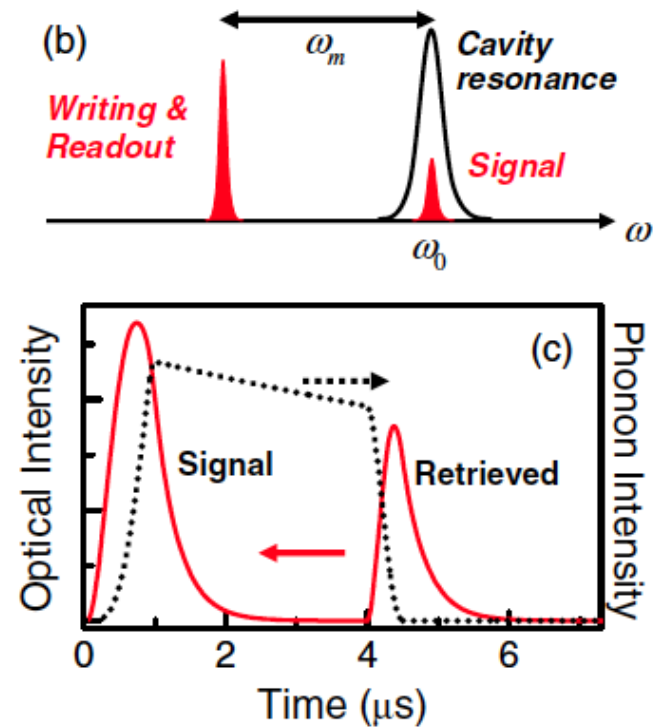 (b)
ωm
Cavity
resonance
Writing &
Readout
Signal
ω
ω0
Optical Intensity
Phonon Intensity
(c)
Signal
Retrieved
0
2
4
6
Time (μs)